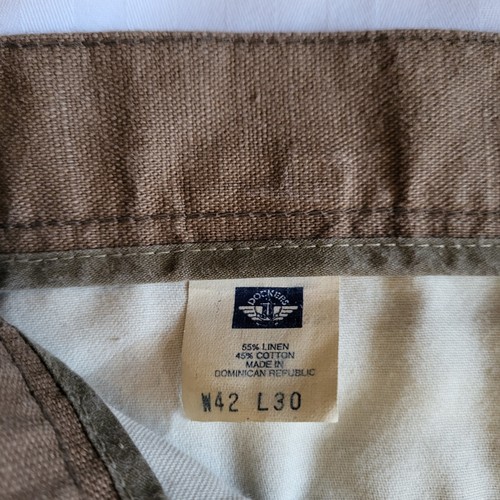 DOCKERS
55% LINEN
45% COTTON
MADE IN
DOMINICAN REPUBLIC
W42 L30